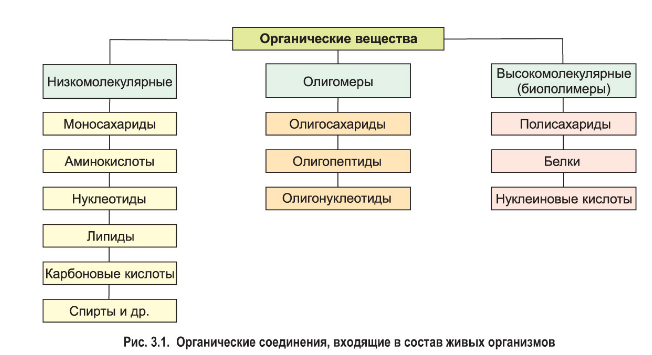 Органические вещества
Низкомолекулярные
Олигомеры
Высокомолекулярные
(биополимеры)
Моносахариды
Олигосахариды
Полисахариды
Аминокислоты
Олигопептиды
Белки
Нуклеотиды
Олигонуклеотиды
Нуклеиновые кислоты
Липиды
Карбоновые кислоты
Спирты и др.
Рис. 3.1. Органические соединения, входящие в состав живых организмов